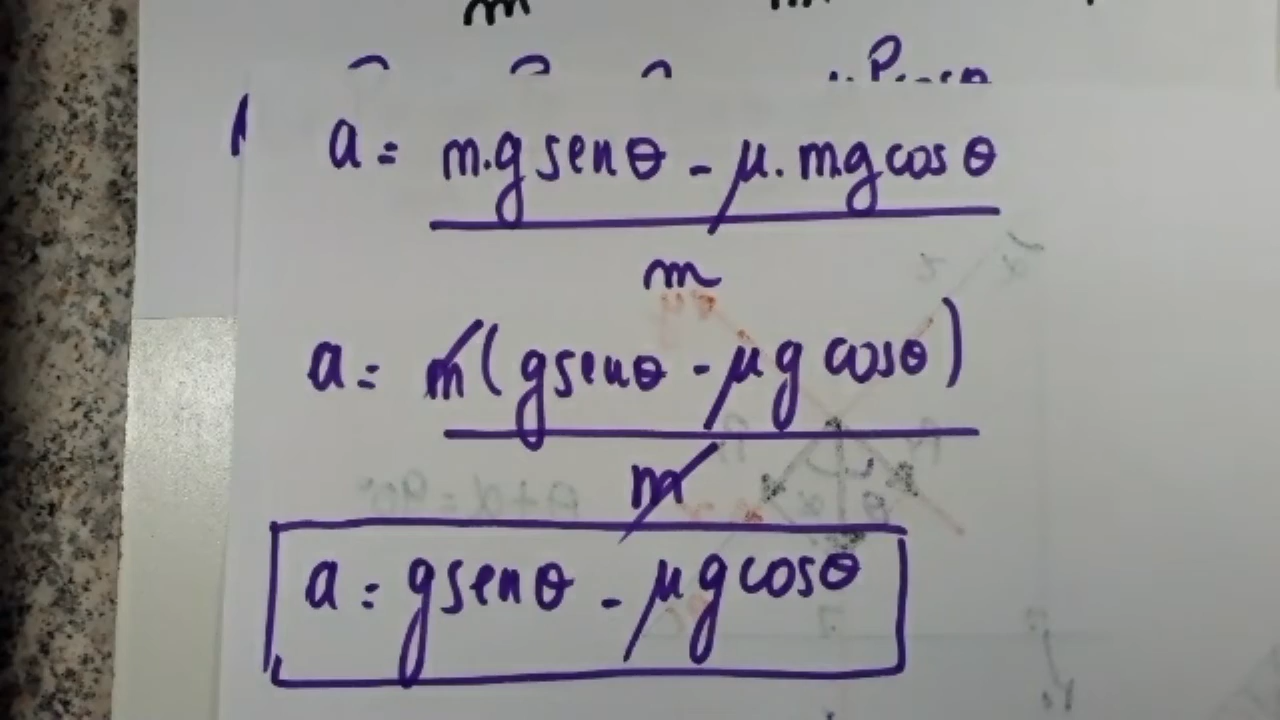 m
a = m.g senθ - μ.mg cosθ
m
a = m(g senθ - μg cosθ)
m
a = g senθ - μg cosθ